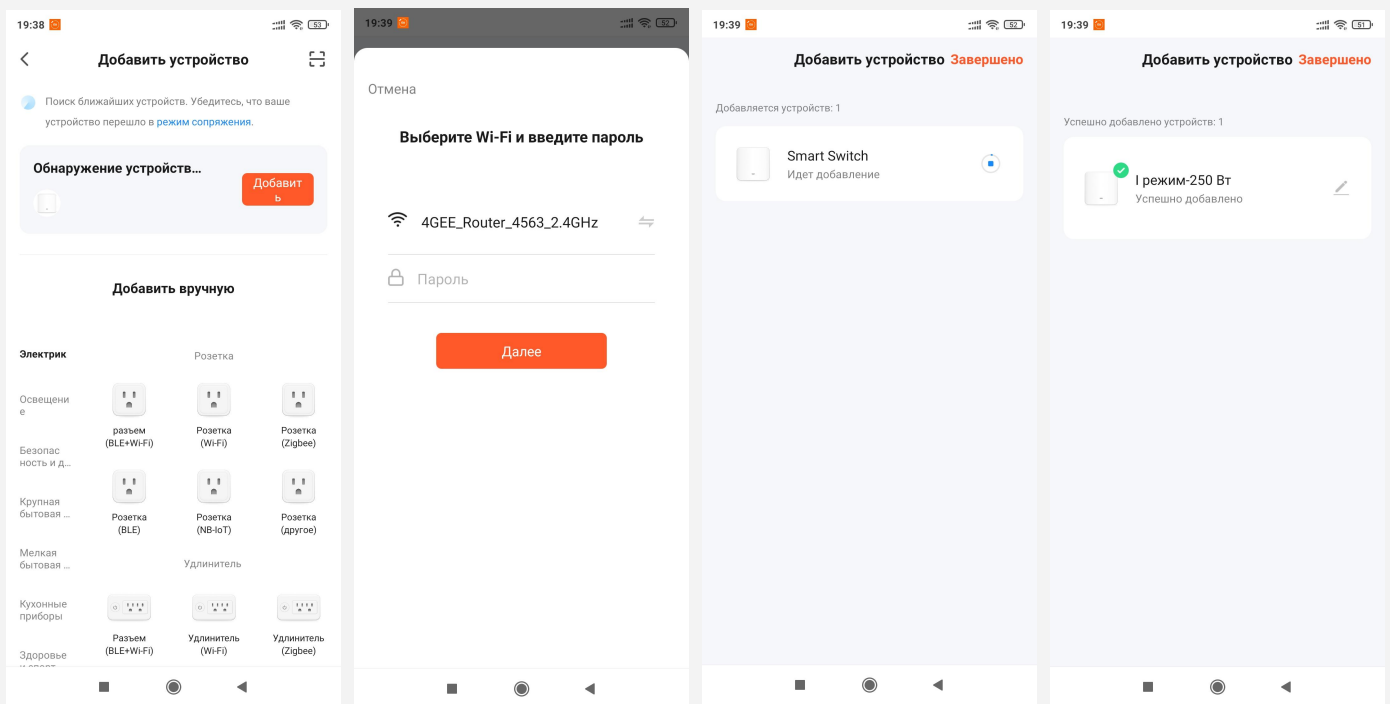 19:38
53
Добавить устройство
Поиск ближайших устройств. Убедитесь, что ваше
устройство перешло в режим сопряжения.
Обнаружение устройств...
Добавит
ь
Добавить вручную
Электрик
Розетка
Освещени
е
разъем
(BLE+Wi-Fi)
Розетка
(Wi-Fi)
Розетка
(Zigbee)
Безопас
ность и д...
Крупная
бытовая ...
Розетка
(BLE)
Розетка
(NB-IoT)
Розетка
(другое)
Мелкая
бытовая ...
Удлинитель
Кухонные
приборы
Разъем
(BLE+Wi-Fi)
Удлинитель
(Wi-Fi)
Удлинитель
(Zigbee)
Здоровье
19:39
52
Отмена
Выберите Wi-Fi и введите пароль
4GEE_Router_4563_2.4GHz
Пароль
Далее
19:39
52
Добавить устройство Завершено
Добавляется устройств: 1
Smart Switch
Идет добавление
19:39
51
Добавить устройство Завершено
Успешно добавлено устройств: 1
I режим-250 Вт
Успешно добавлено